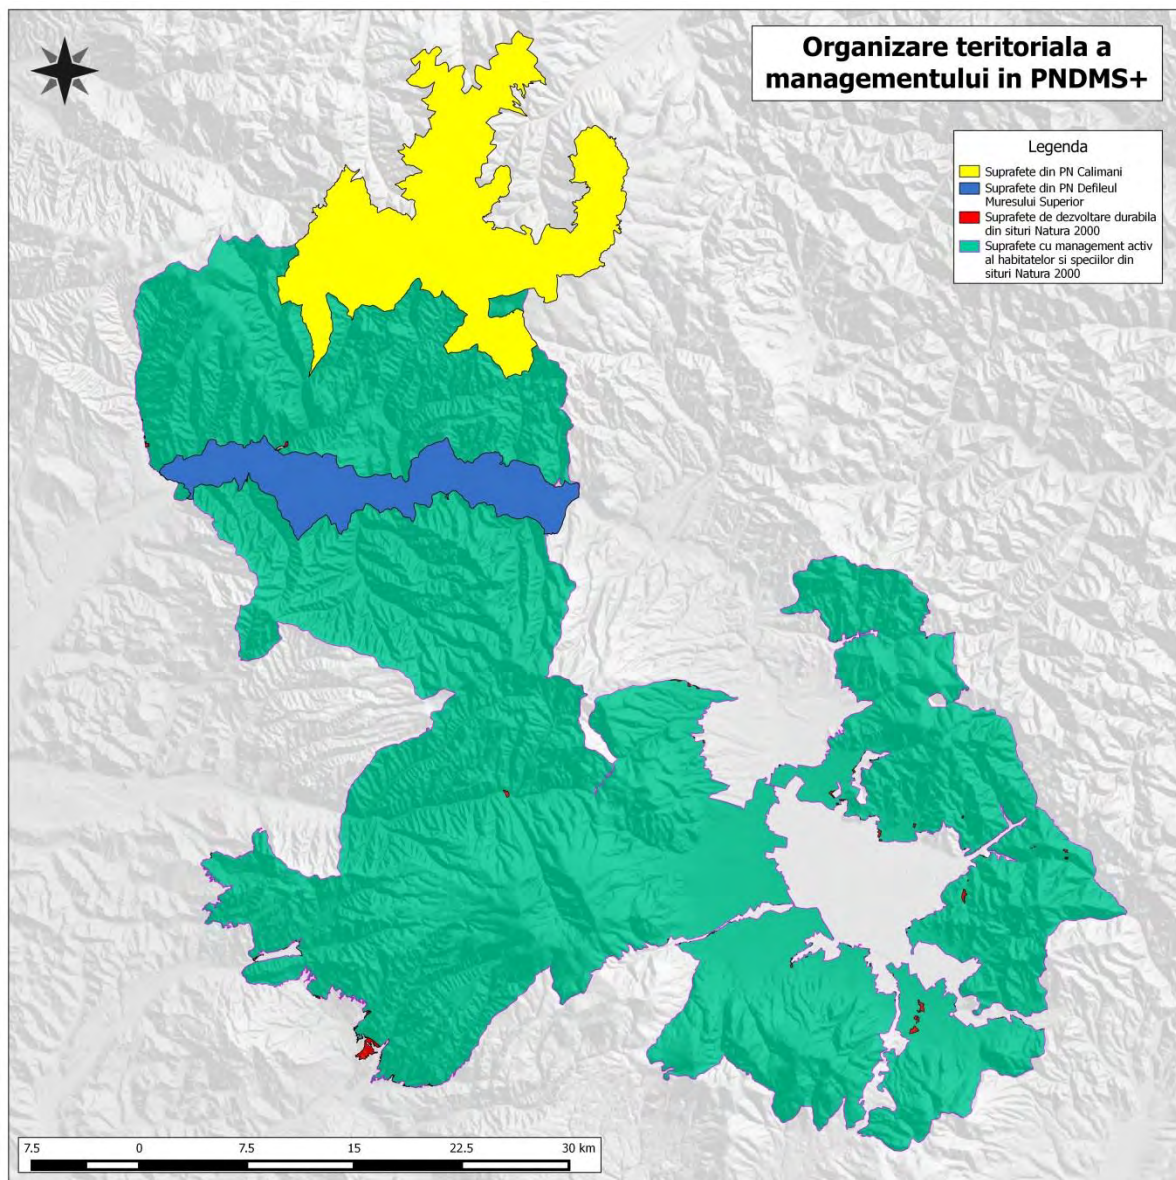 Organizare teritoriala a
managementului in PNDMS+
Legenda
Suprafete din PN Calimani
Suprafete din PN Defileul
Muresului Superior
Suprafete de dezvoltare durabila
din situri Natura 2000
Suprafete cu management activ
al habitatelor si speciilor din
situri Natura 2000
7.5 0 7.5 15 22.5 30 km